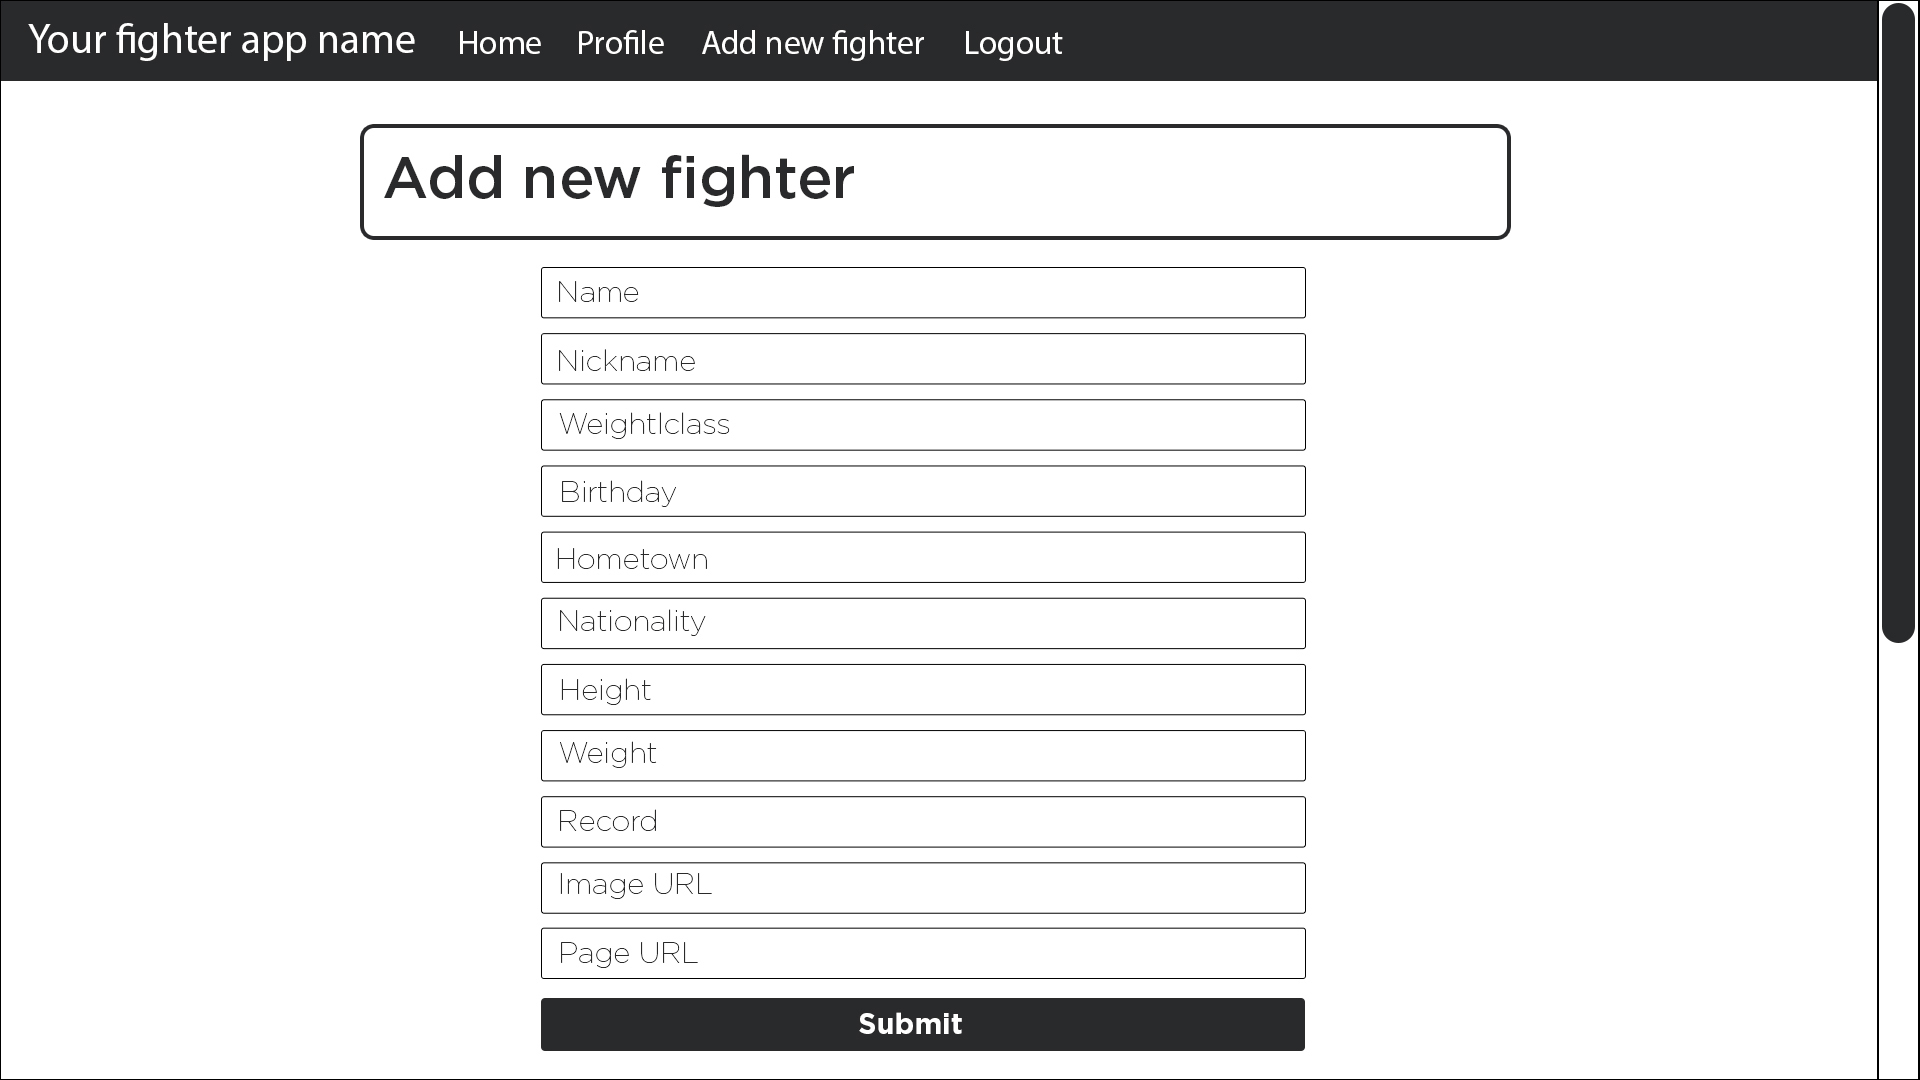 Your fighter app name Home Profile Add new fighter Logout
Add new fighter
Name
Nickname
Weightlclass
Birthday
Hometown
Nationality
Height
Weight
Record
Image URL
Page URL
Submit